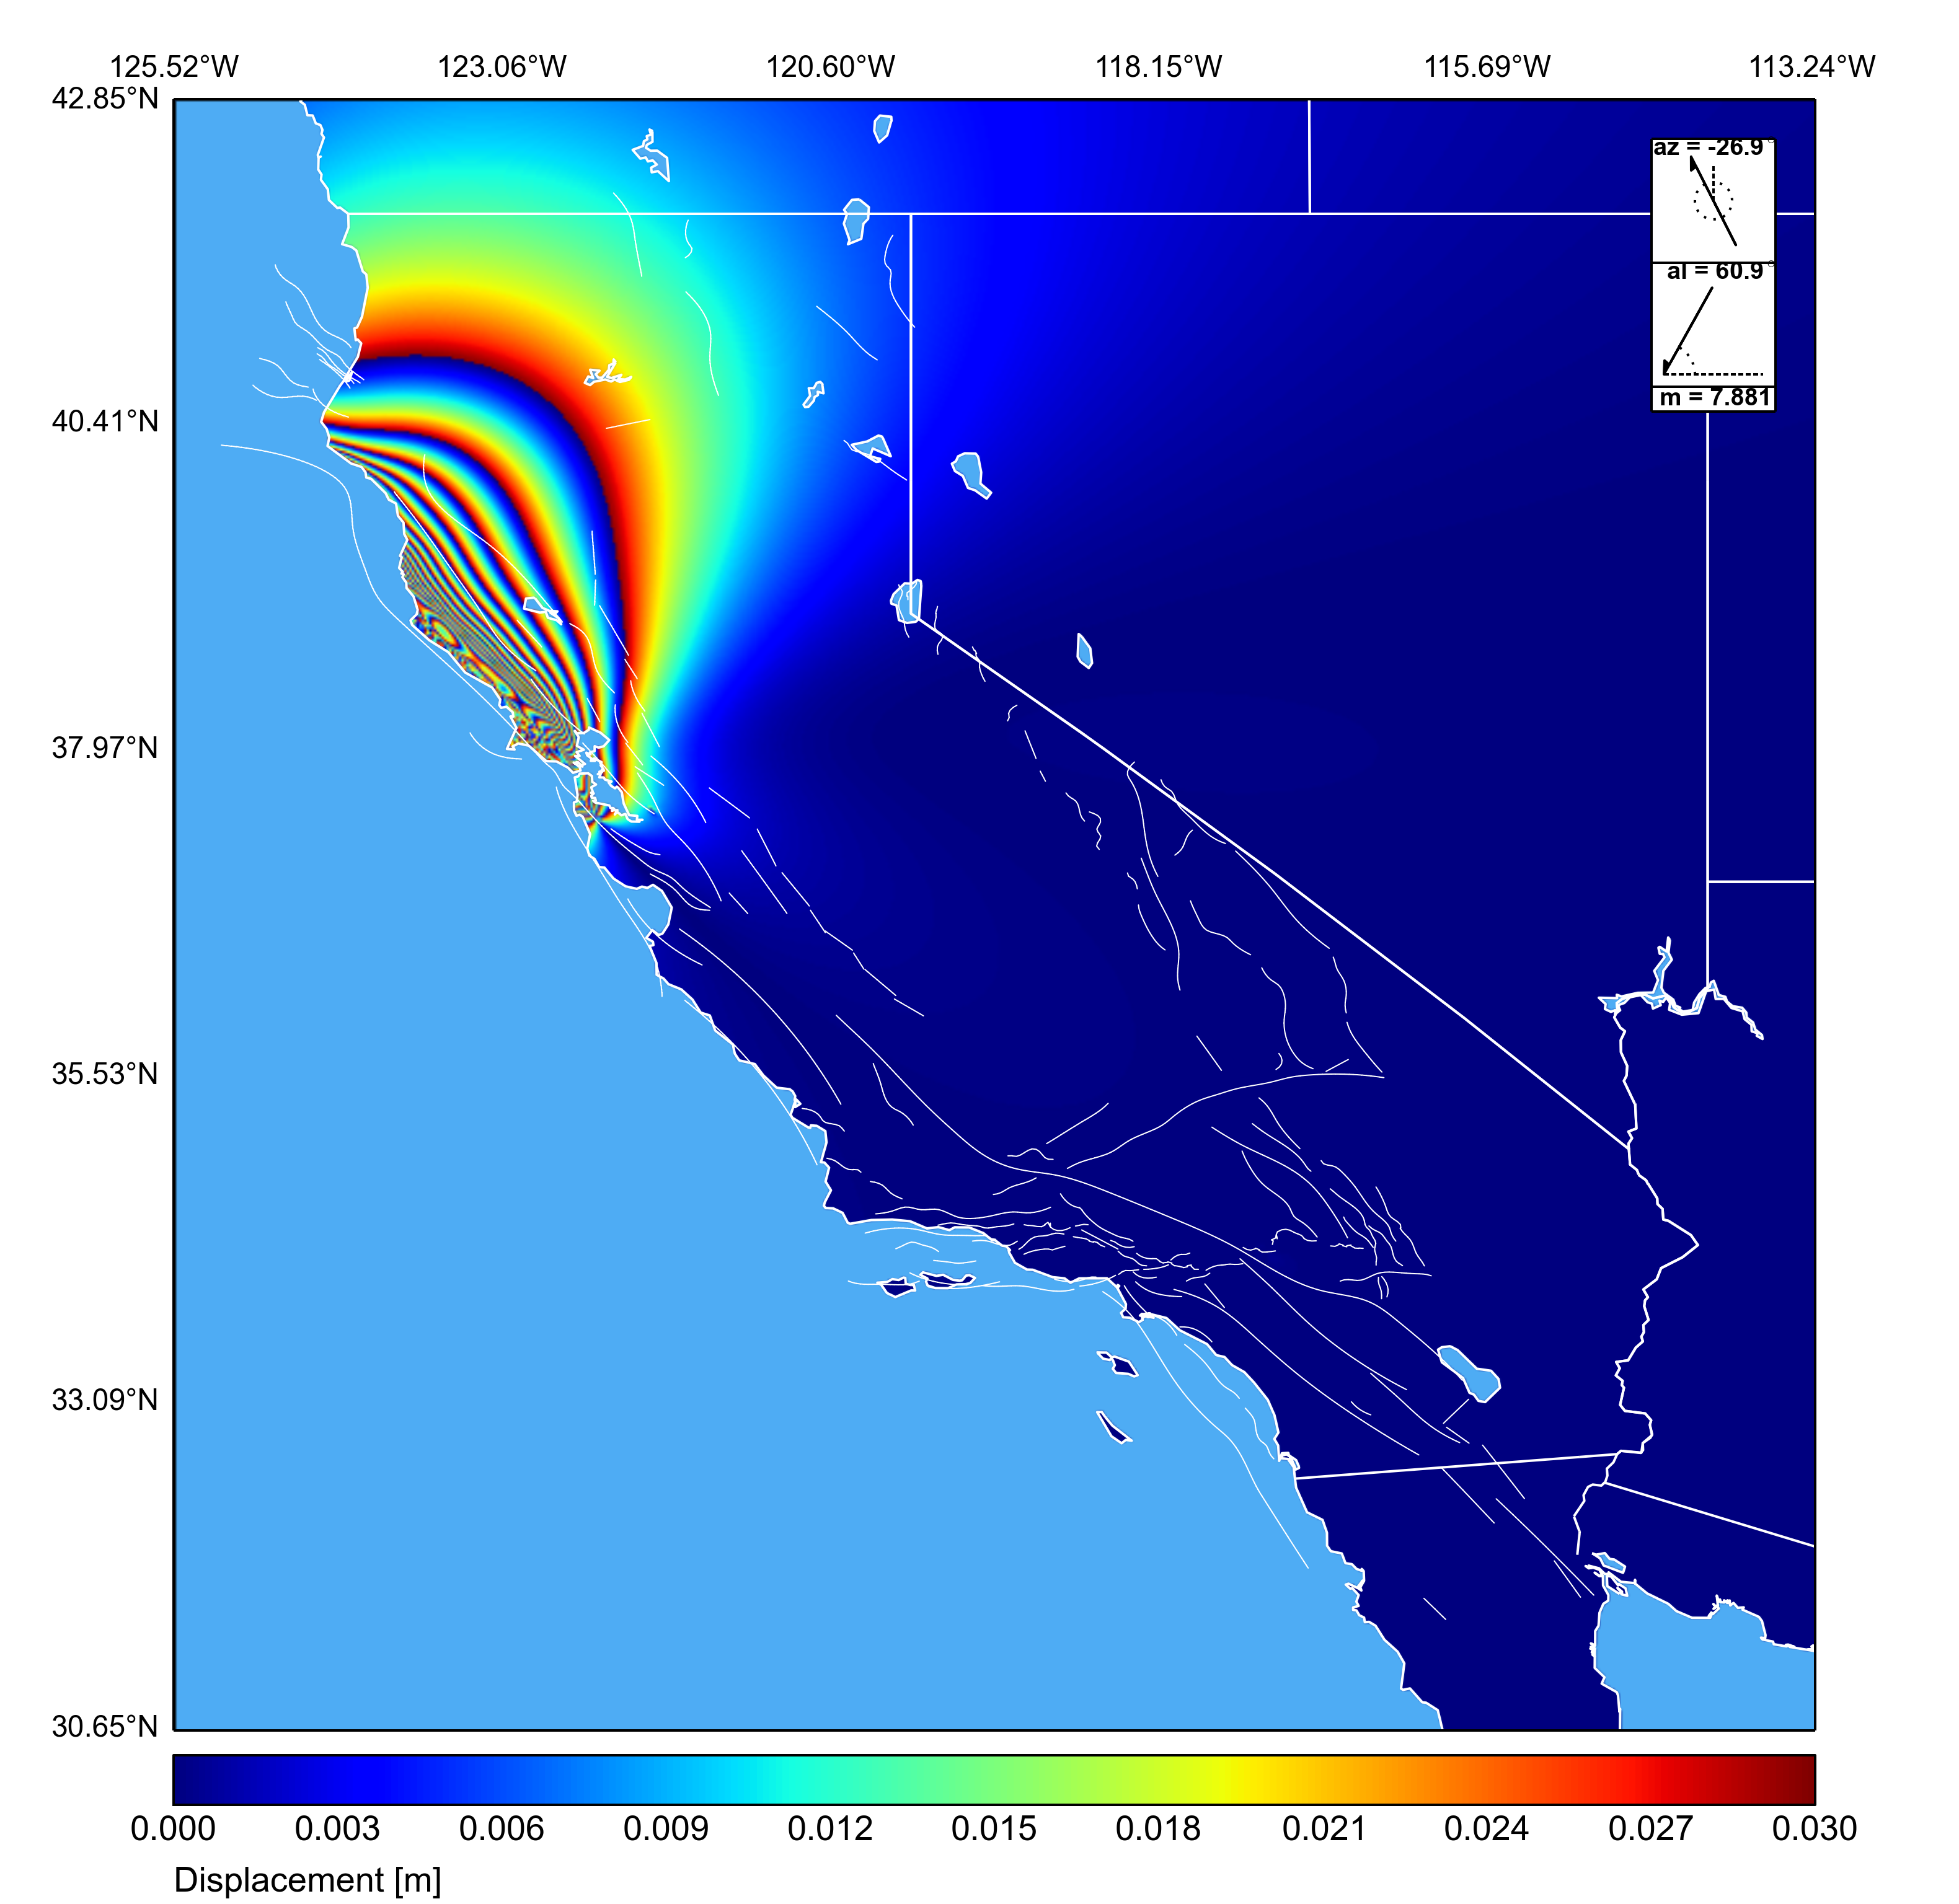 125.52°W 123.06°W 120.60°W 118.15°W 115.69°W 113.24°W
42.85°N
az = -26.9°
al = 60.9°
m = 7.881
40.41°N
37.97°N
35.53°N
33.09°N
30.65°N
0.000 0.003 0.006 0.009 0.012 0.015 0.018 0.021 0.024 0.027 0.030
Displacement [m]